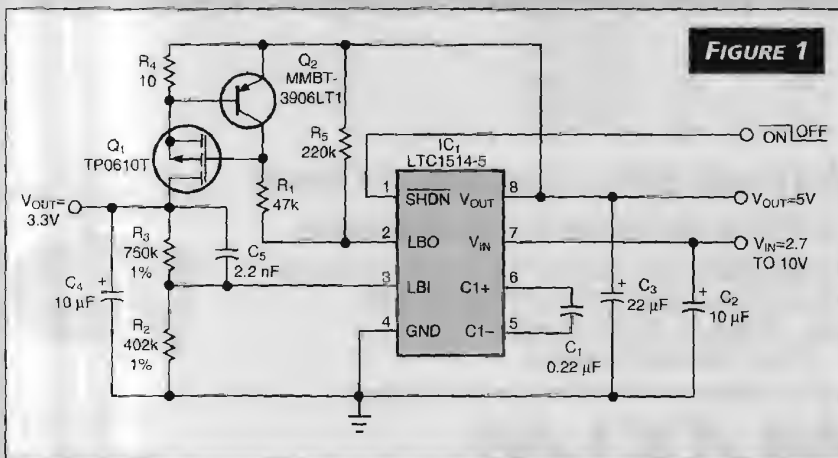 FIGURE 1
R4
10
Q2
MMBT-
3906LT1
Q1
TP0610T
R5
220k
IC1
LTC1514-5
ON/OFF
R1
47k
VOUT=
3.3V
R3
750k
1%
C5
2.2 nF
C4
10 µF
R2
402k
1%
1
SHDN
VOUT
8
VOUT=5V
2
LBO
VIN
7
VIN=2.7
TO 10V
3
LBI
C1+
6
4
GND
C1−
5
C1
0.22 µF
C3
22 µF
C2
10 µF
+
+
+